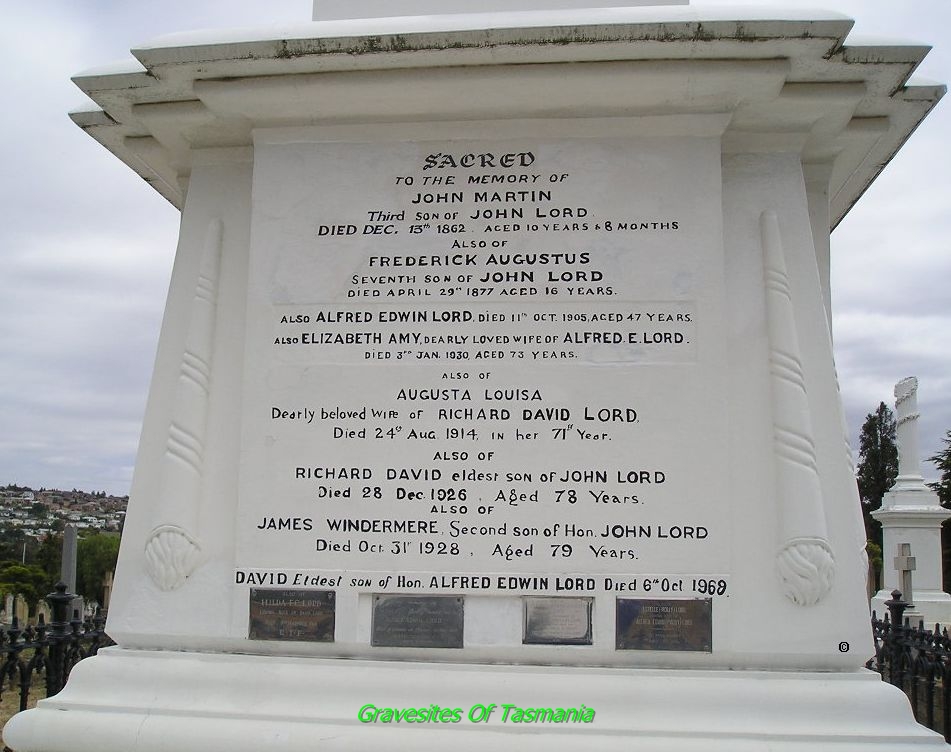 SACRED
TO THE MEMORY OF
JOHN MARTIN
Third SON OF JOHN LORD.
DIED DEC. 13th 1862. AGED 10 YEARS & 8 MONTHS
ALSO OF
FREDERICK AUGUSTUS
SEVENTH SON OF JOHN LORD
DIED APRIL 29th 1877 AGED 16 YEARS.
ALSO ALFRED EDWIN LORD, DIED 11th OCT. 1905, AGED 47 YEARS.
ALSO ELIZABETH AMY, DEARLY LOVED WIFE OF ALFRED. E. LORD.
DIED 3RD JAN. 1930, AGED 73 YEARS.
ALSO OF
AUGUSTA LOUISA
Dearly beloved Wife of RICHARD DAVID LORD,
Died 24th Aug. 1914, IN her 71st Year.
ALSO OF
RICHARD DAVID eldest son of JOHN LORD
Died 28 Dec. 1926, Aged 78 Years.
ALSO OF
JAMES WINDERMERE, Second son of Hon. JOHN LORD
Died Oct. 31st 1928, Aged 79 Years.
DAVID Eldest son of Hon. ALFRED EDWIN LORD Died 6th Oct 1969.
ALSO OF
HILDA F.C. LORD
R.I.P.
©
Gravesites Of Tasmania